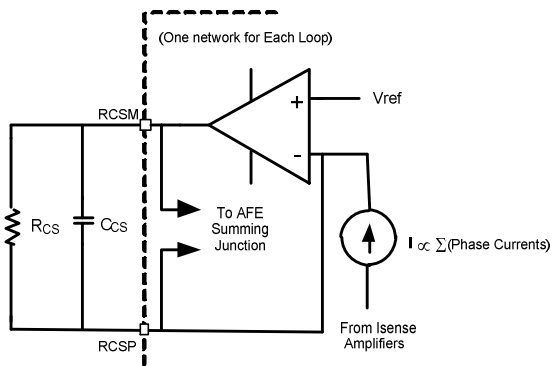 (One network for Each Loop)
RCSM
+
Vref
-
RCS
CCS
To AFE
Summing
Junction
I ∝ Σ(Phase Currents)
From Isense
Amplifiers
RCSP